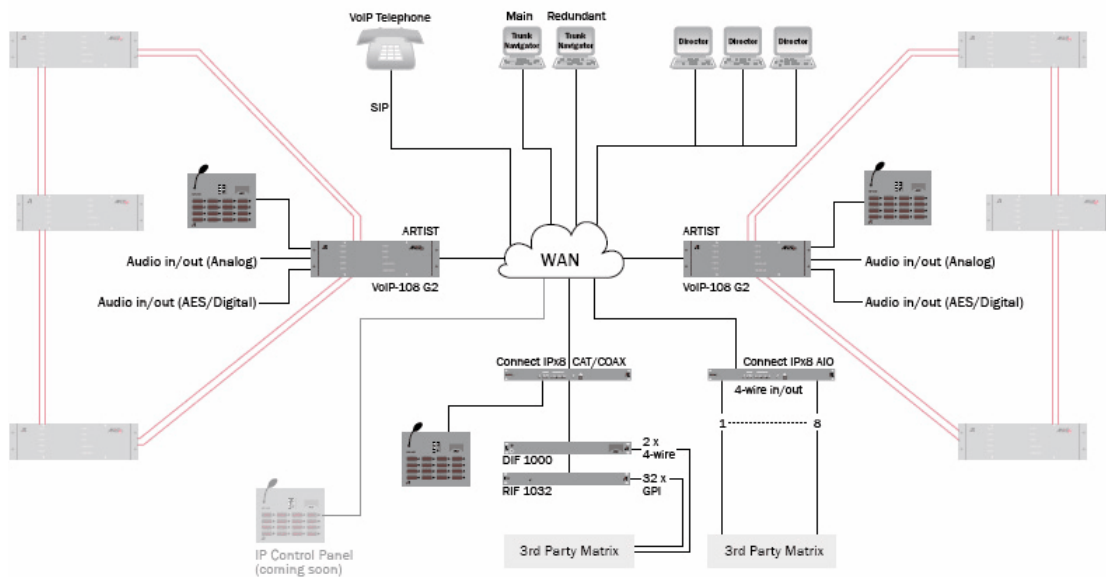 VoIP Telephone
Main
Redundant
Trunk
Navigator
Trunk
Navigator
Director
Director
Director
SIP
ARTIST
ARTIST
WAN
Audio in/out (Analog)
Audio in/out (Analog)
VoIP-108 G2
VoIP-108 G2
Audio in/out (AES/Digital)
Audio in/out (AES/Digital)
Connect IPx8 CAT/COAX
Connect IPx8 AIO
4-wire in/out
1
8
2 x
4-wire
DIF 1000
32 x
GPI
RIF 1032
IP Control Panel
(coming soon)
3rd Party Matrix
3rd Party Matrix